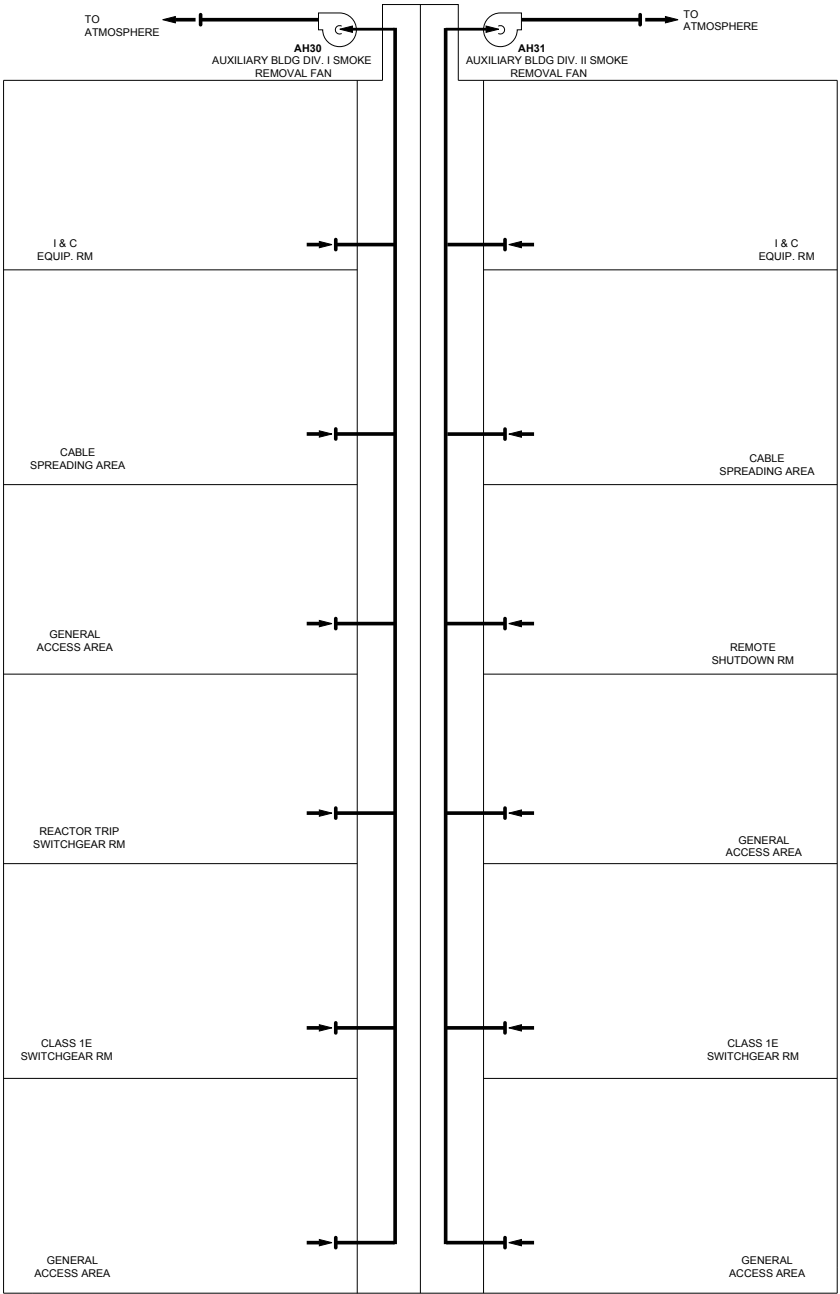 TO
ATMOSPHERE
AH30
AUXILIARY BLDG DIV. I SMOKE
REMOVAL FAN
AH31
AUXILIARY BLDG DIV. II SMOKE
REMOVAL FAN
TO
ATMOSPHERE
I & C
EQUIP. RM
I & C
EQUIP. RM
CABLE
SPREADING AREA
CABLE
SPREADING AREA
GENERAL
ACCESS AREA
REMOTE
SHUTDOWN RM
REACTOR TRIP
SWITCHGEAR RM
GENERAL
ACCESS AREA
CLASS 1E
SWITCHGEAR RM
CLASS 1E
SWITCHGEAR RM
GENERAL
ACCESS AREA
GENERAL
ACCESS AREA